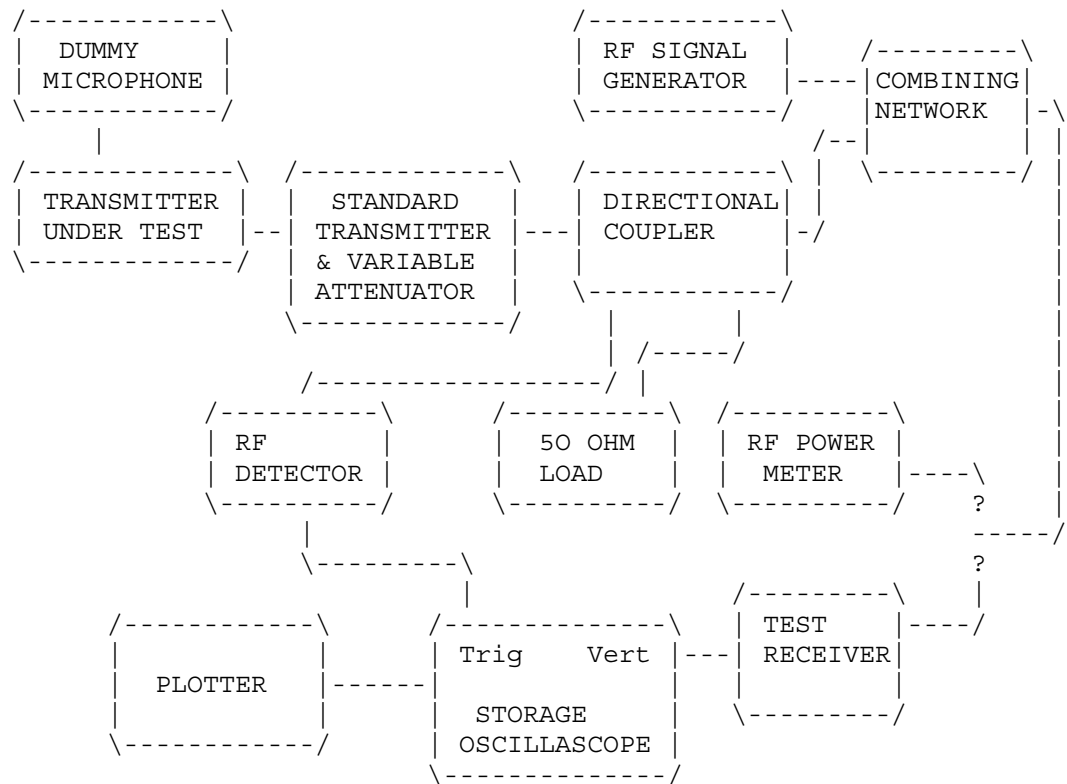 DUMMY
MICROPHONE
RF SIGNAL
GENERATOR
COMBINING
NETWORK
TRANSMITTER
UNDER TEST
STANDARD
TRANSMITTER
& VARIABLE
ATTENUATOR
DIRECTIONAL
COUPLER
RF
DETECTOR
50 OHM
LOAD
RF POWER
METER
?
?
PLOTTER
Trig Vert
STORAGE
OSCILLASCOPE
TEST
RECEIVER